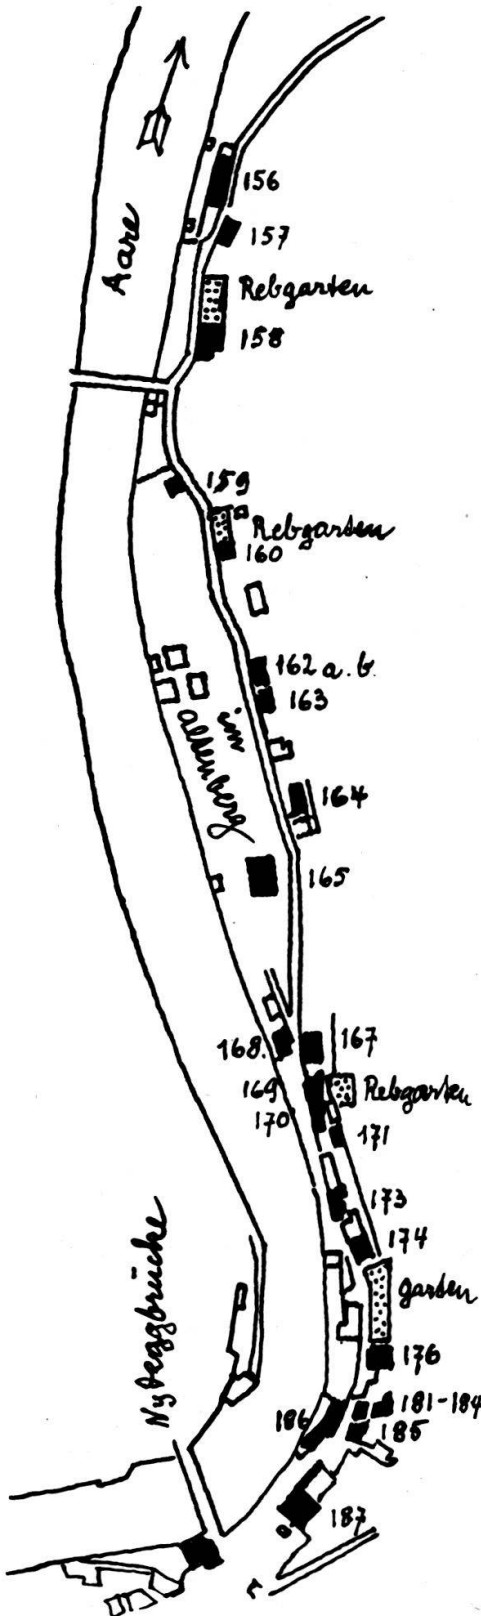 156
Aare
157
Rebgarten
158
159
Rebgarten
160
162 a. b.
163
im
altenberg
164
165
168.
167
169
Rebgarten
170
171
173
174
Nydeggbrücke
garten
176
181-184
186
185
187